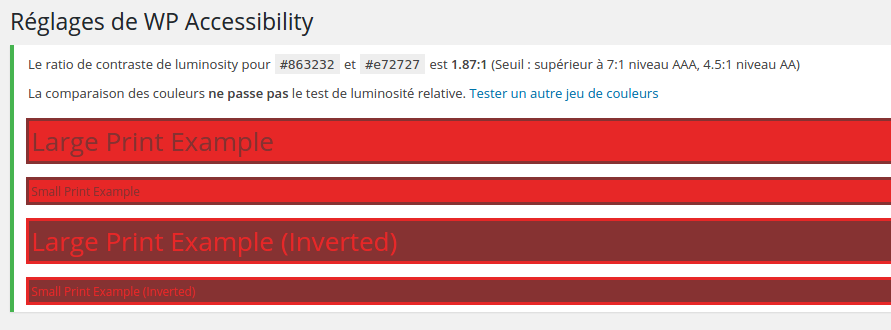 Réglages de WP Accessibility
Le ratio de contraste de luminosity pour #863232 et #e72727 est 1.87:1 (Seuil : supérieur à 7:1 niveau AAA, 4.5:1 niveau AA)
La comparaison des couleurs ne passe pas le test de luminosité relative. Tester un autre jeu de couleurs
Large Print Example
Small Print Example
Large Print Example (Inverted)
Small Print Example (Inverted)